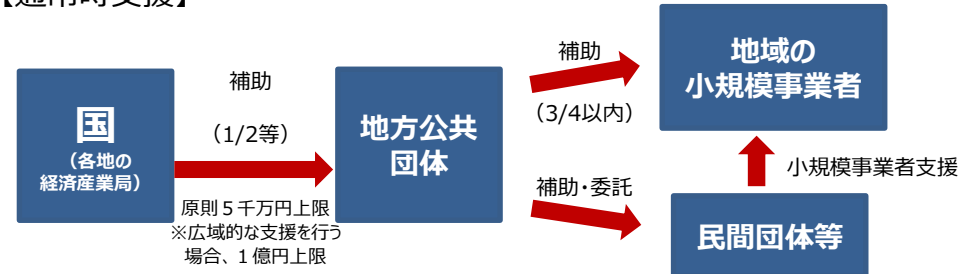 【通常時支援】
国
（各地の
経済産業局）
補助
（1/2等）
原則５千万円上限
※広域的な支援を行う
場合、１億円上限
地方公共
団体
補助
（3/4以内）
補助・委託
地域の
小規模事業者
小規模事業者支援
民間団体等